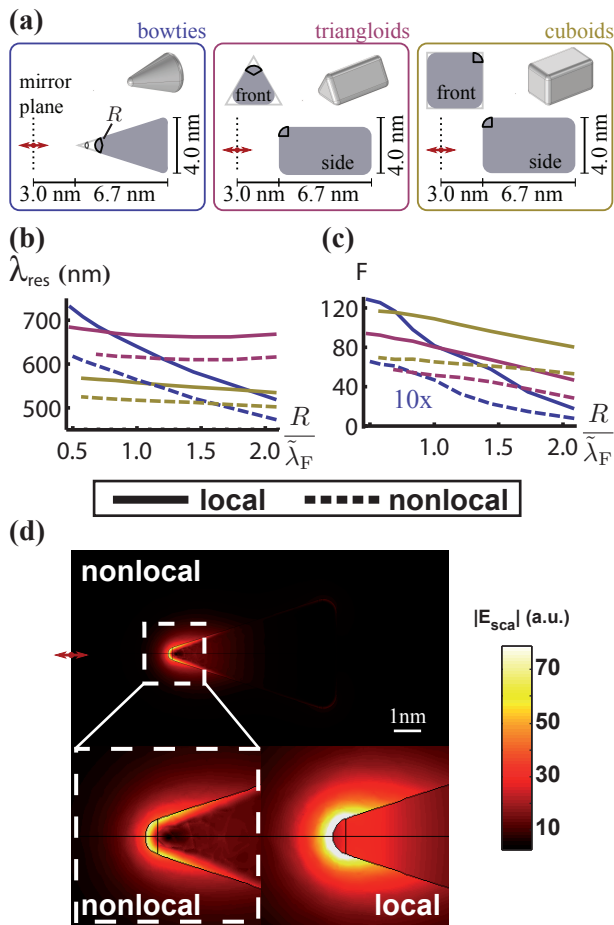 (a)
bowties
triangloids
cuboids
mirror
plane
R
4.0 nm
3.0 nm
6.7 nm
front
side
4.0 nm
3.0 nm
6.7 nm
front
side
4.0 nm
3.0 nm
6.7 nm
(b)
λres (nm)
700
600
500
0.5
1.0
1.5
2.0
R
λ̃F
(c)
F
120
80
40
0
10x
1.0
1.5
2.0
R
λ̃F
local
nonlocal
(d)
nonlocal
1nm
nonlocal
local
|Esca| (a.u.)
70
50
30
10